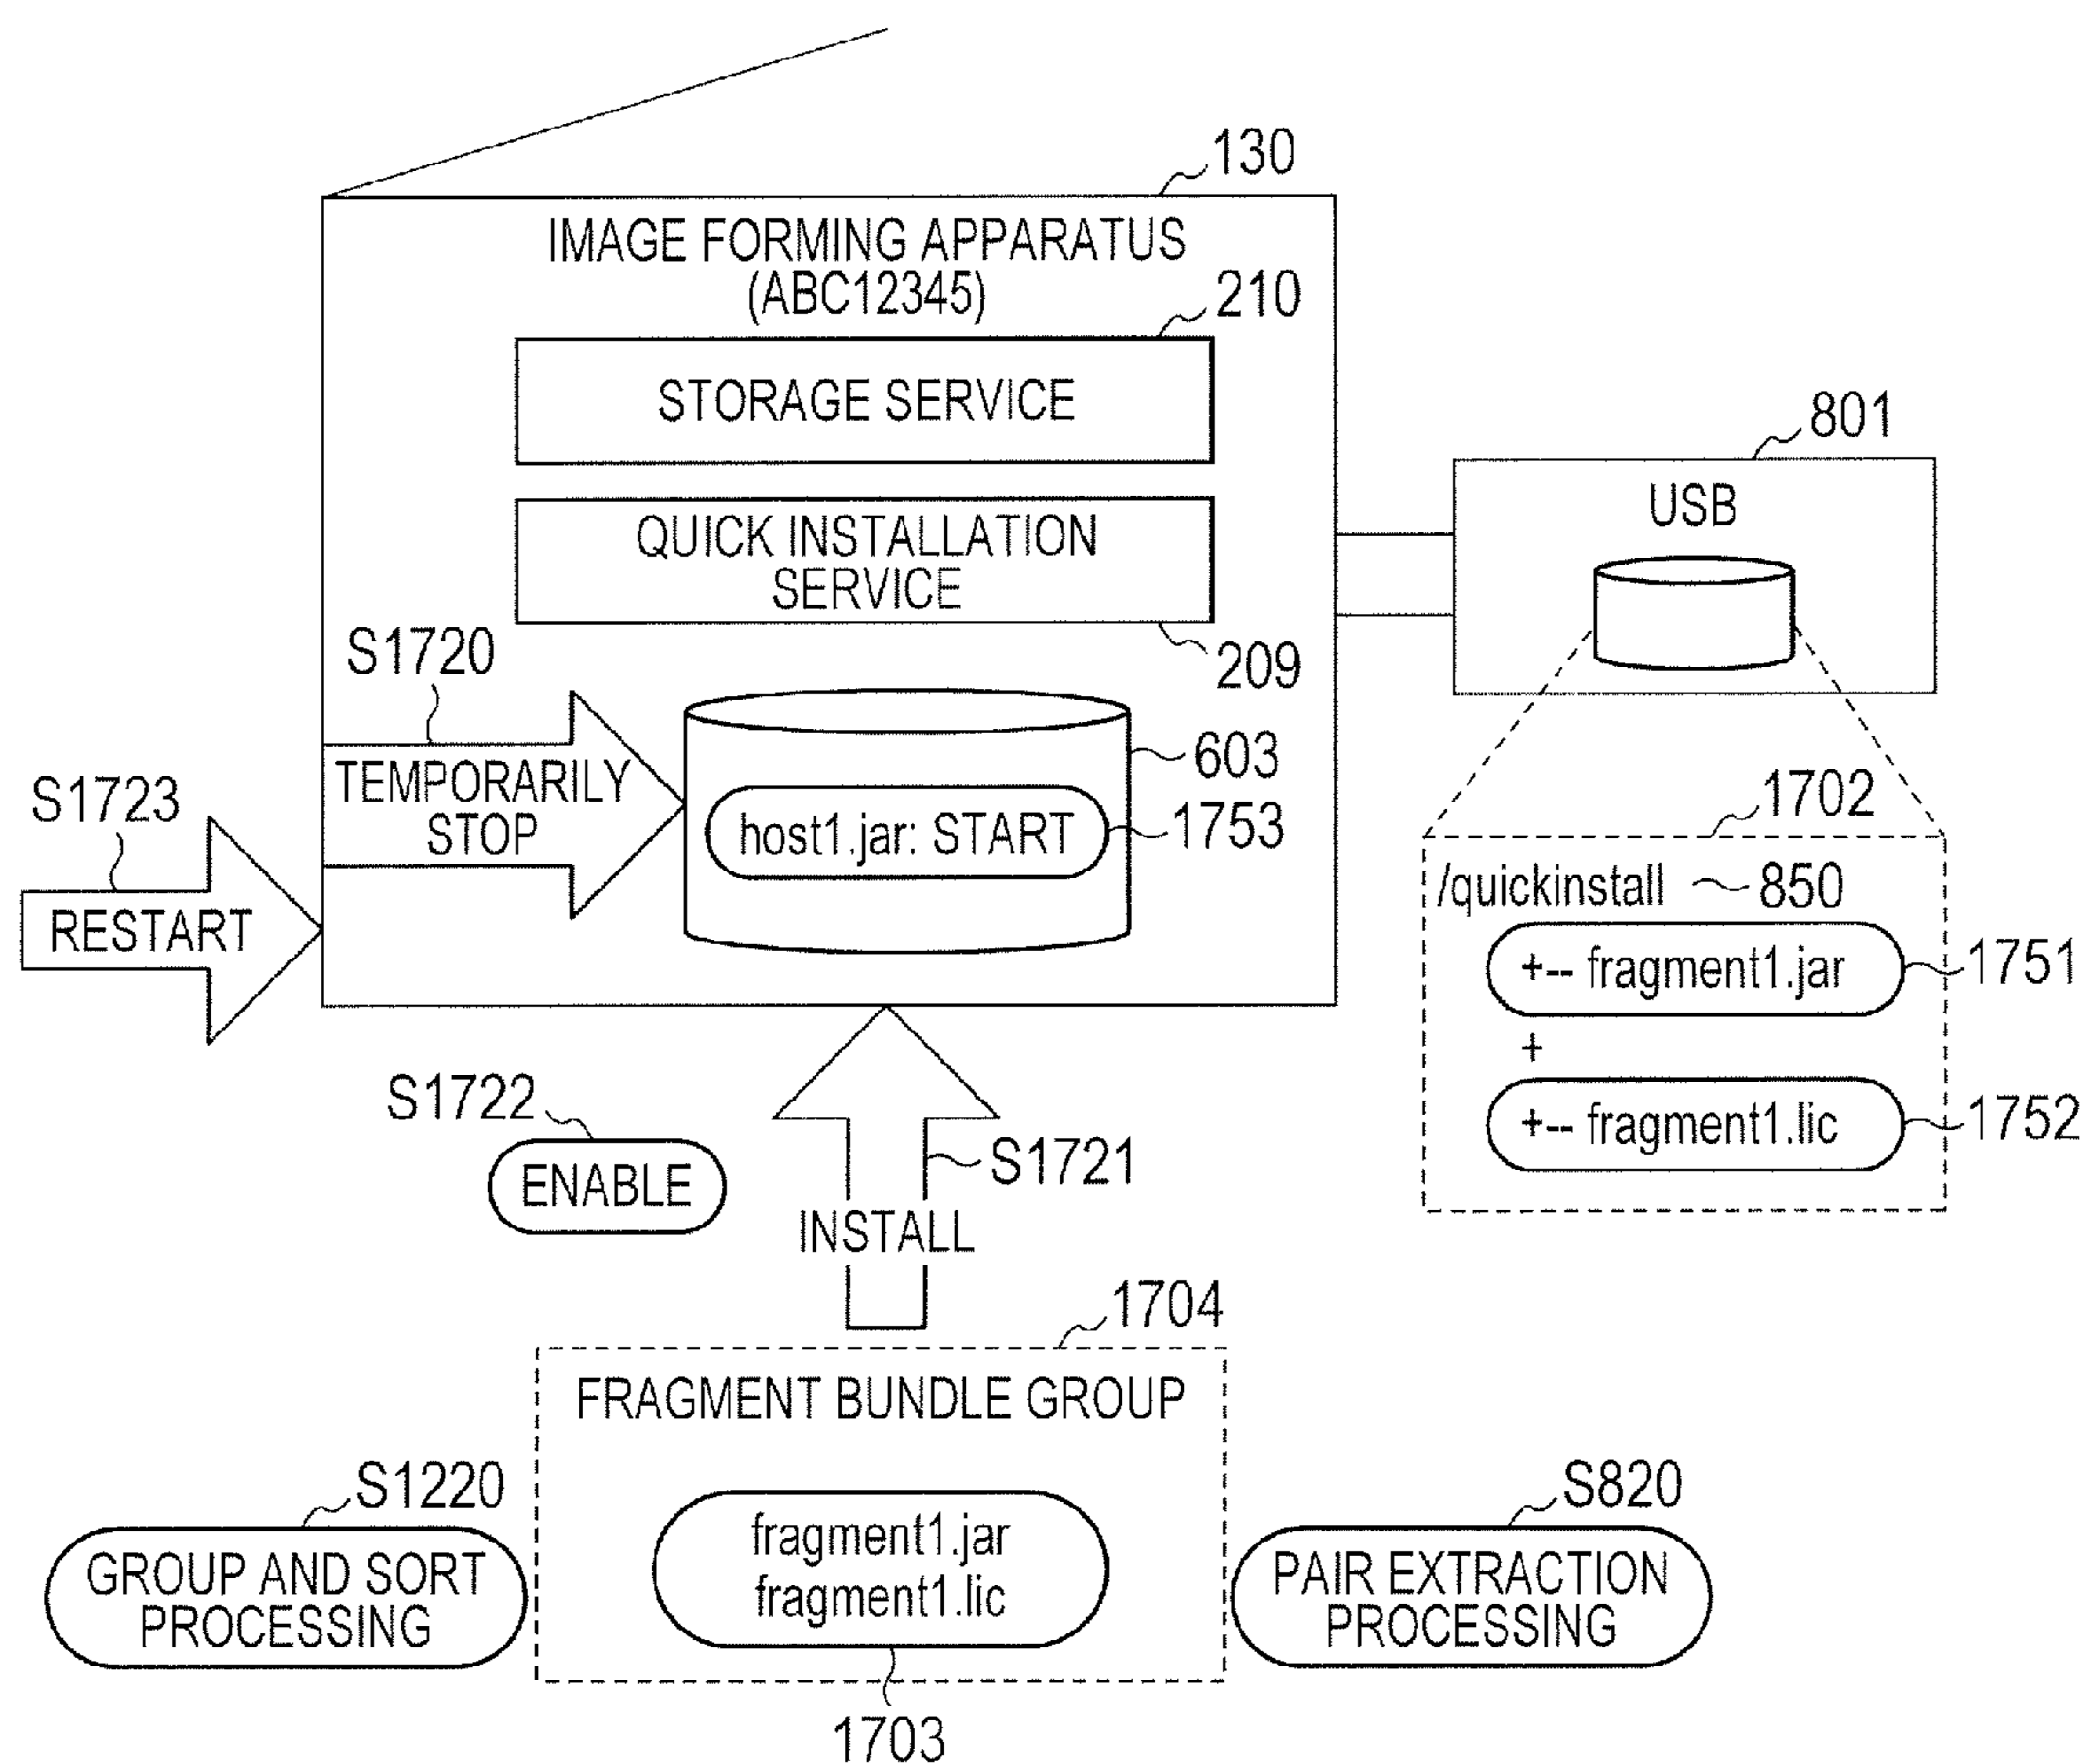 130
IMAGE FORMING APPARATUS
(ABC12345)
210
STORAGE SERVICE
801
USB
QUICK INSTALLATION
SERVICE
209
S1720
603
TEMPORARILY
STOP
host1.jar: START
1753
S1723
RESTART
1702
/quickinstall
850
+-- fragment1.jar
1751
+
+-- fragment1.lic
1752
S1722
ENABLE
S1721
INSTALL
1704
FRAGMENT BUNDLE GROUP
S1220
GROUP AND SORT
PROCESSING
fragment1.jar
fragment1.lic
1703
S820
PAIR EXTRACTION
PROCESSING